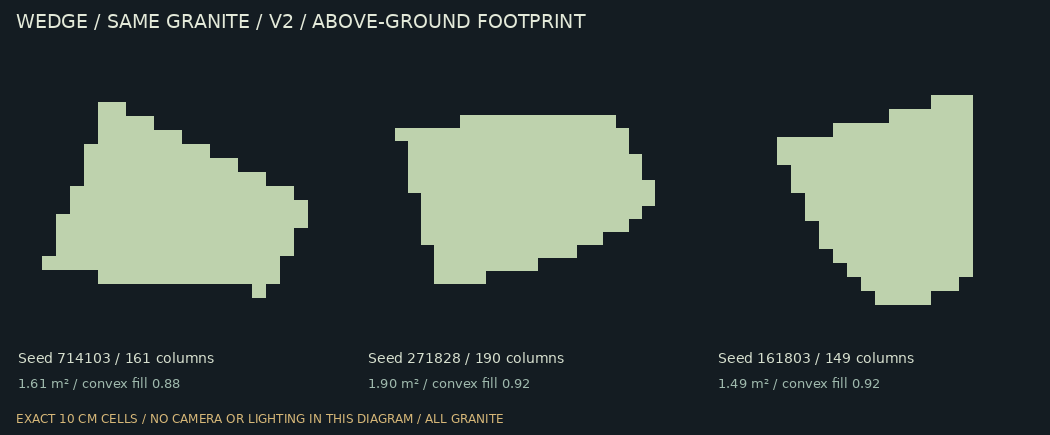 WEDGE / SAME GRANITE / V2 / ABOVE-GROUND FOOTPRINT
Seed 714103 / 161 columns
1.61 m² / convex fill 0.88
Seed 271828 / 190 columns
1.90 m² / convex fill 0.92
Seed 161803 / 149 columns
1.49 m² / convex fill 0.92
EXACT 10 CM CELLS / NO CAMERA OR LIGHTING IN THIS DIAGRAM / ALL GRANITE